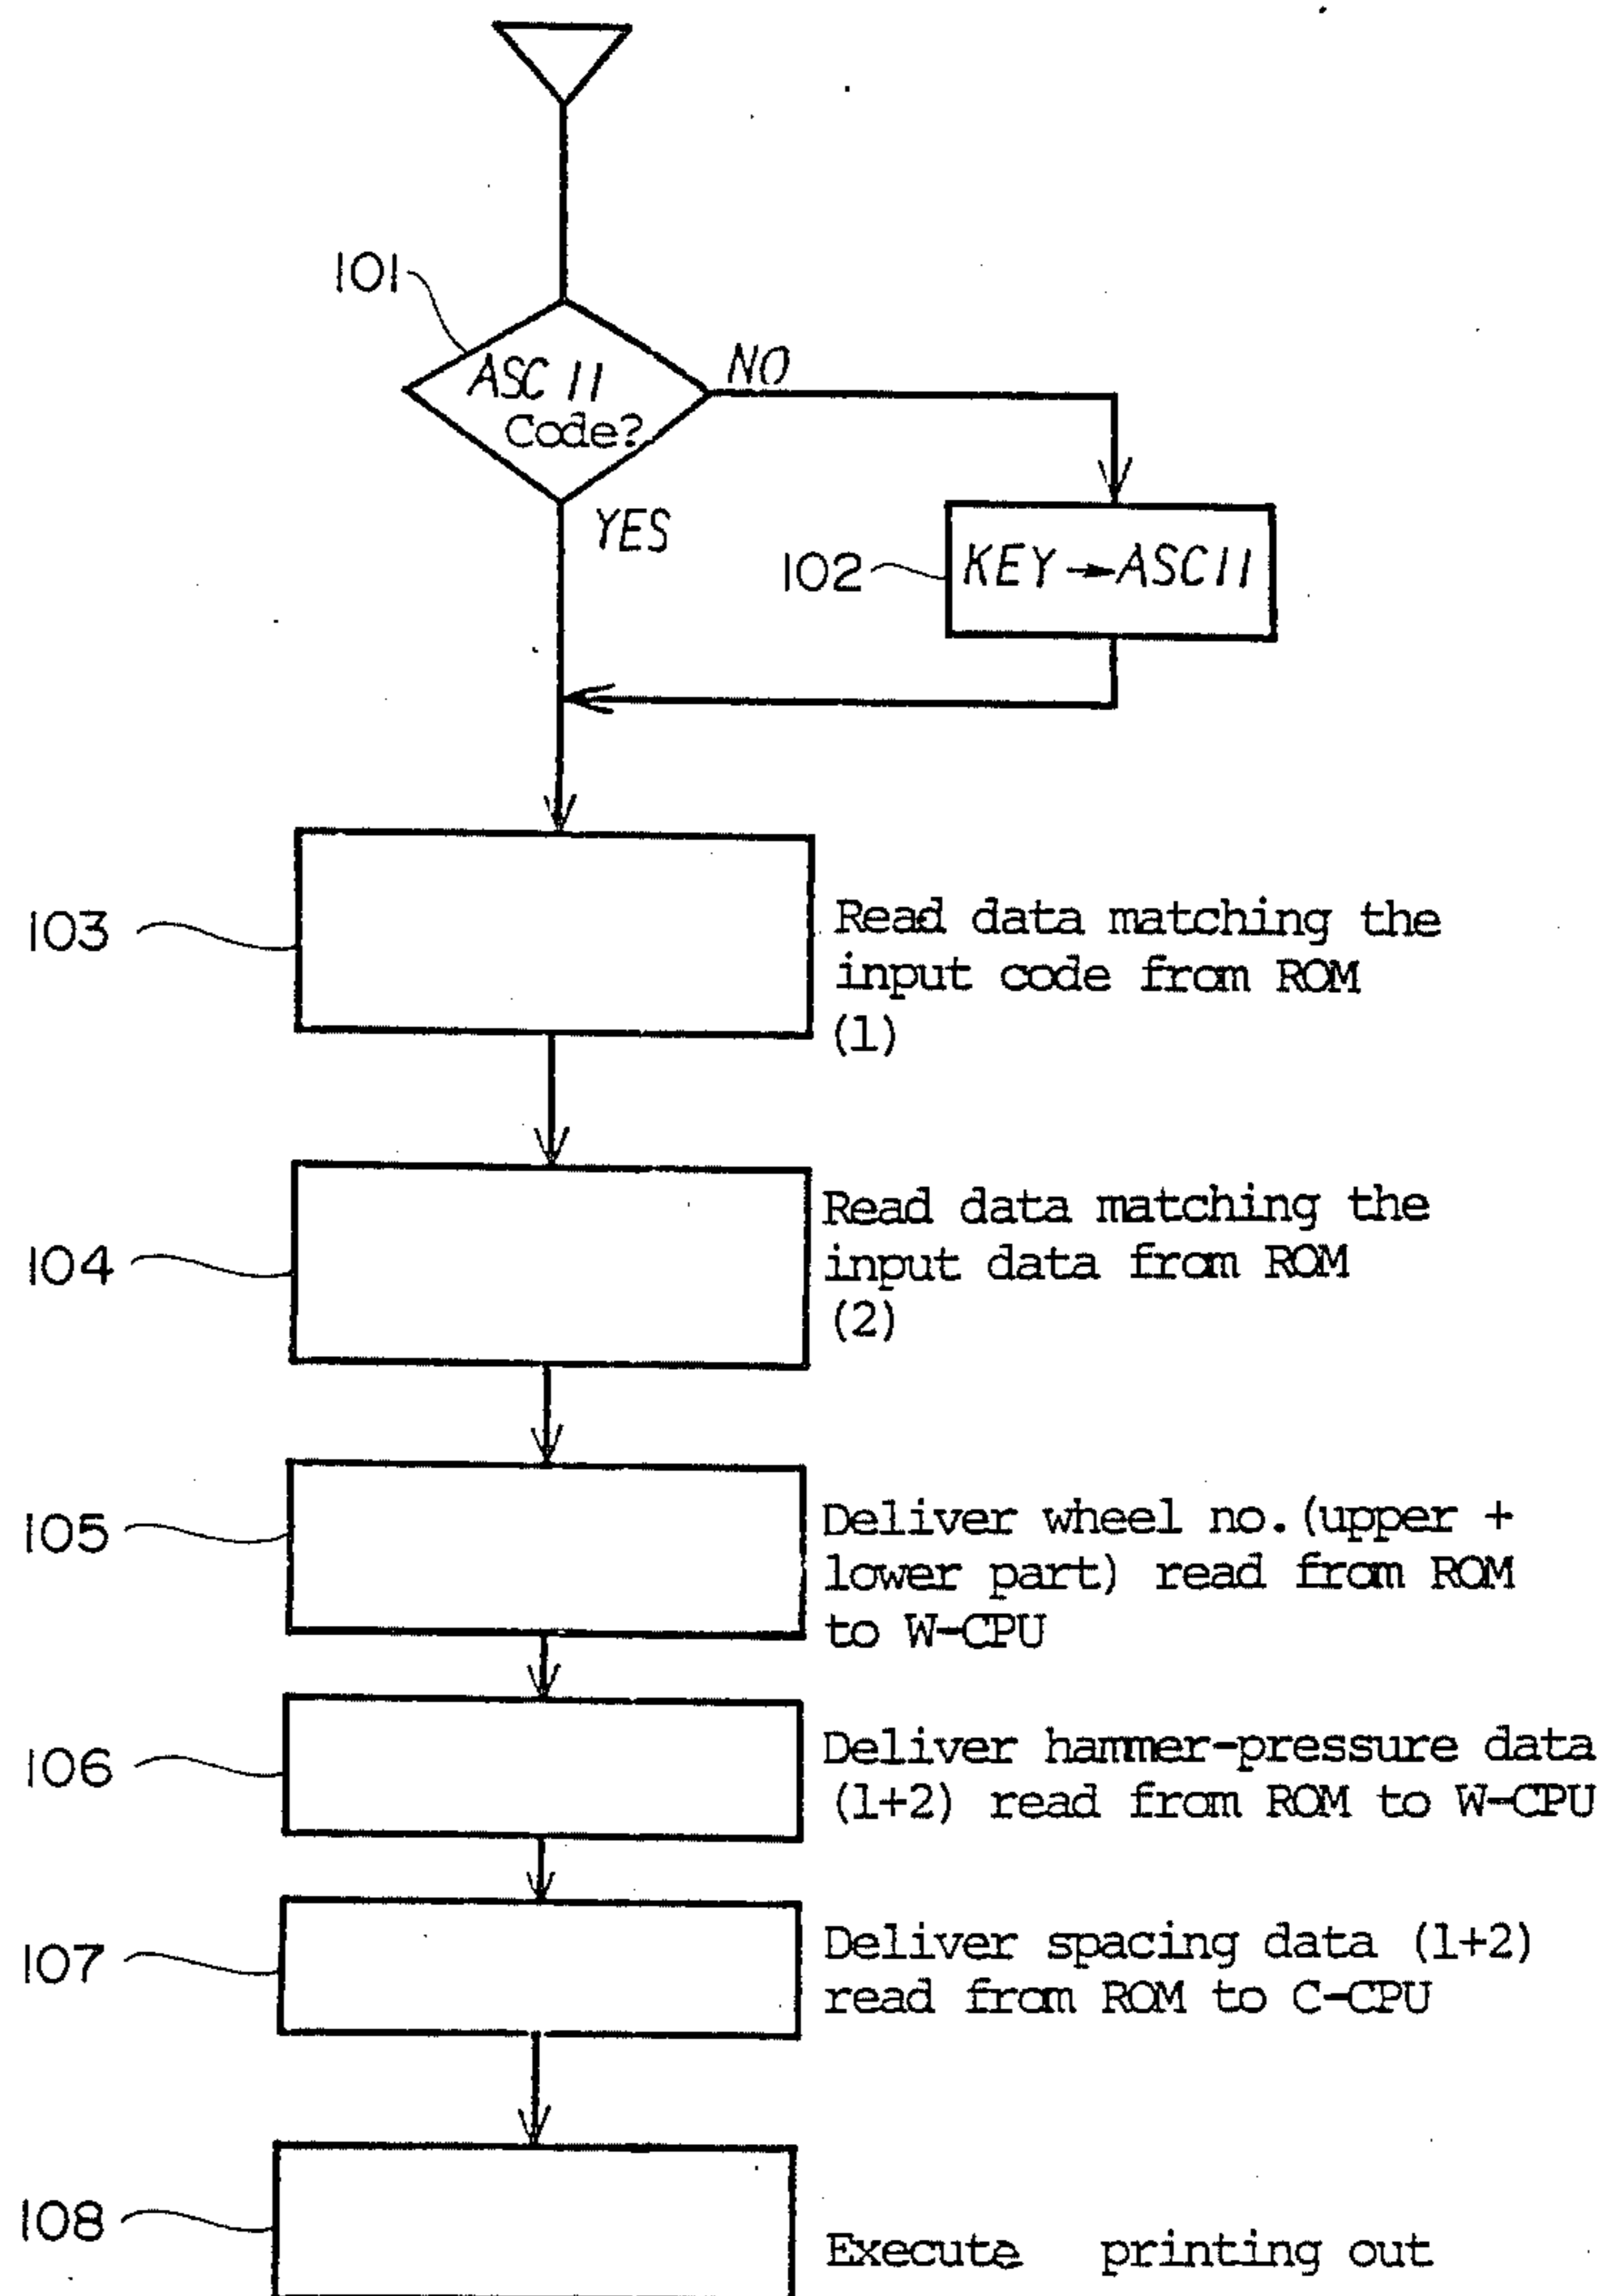 101
ASC II
Code?
NO
YES
102
KEY→ASCII
103
Read data matching the
input code from ROM
(1)
104
Read data matching the
input data from ROM
(2)
105
Deliver wheel no.(upper +
lower part) read from ROM
to W-CPU
106
Deliver hammer-pressure data
(1+2) read from ROM to W-CPU
107
Deliver spacing data (1+2)
read from ROM to C-CPU
108
Execute printing out